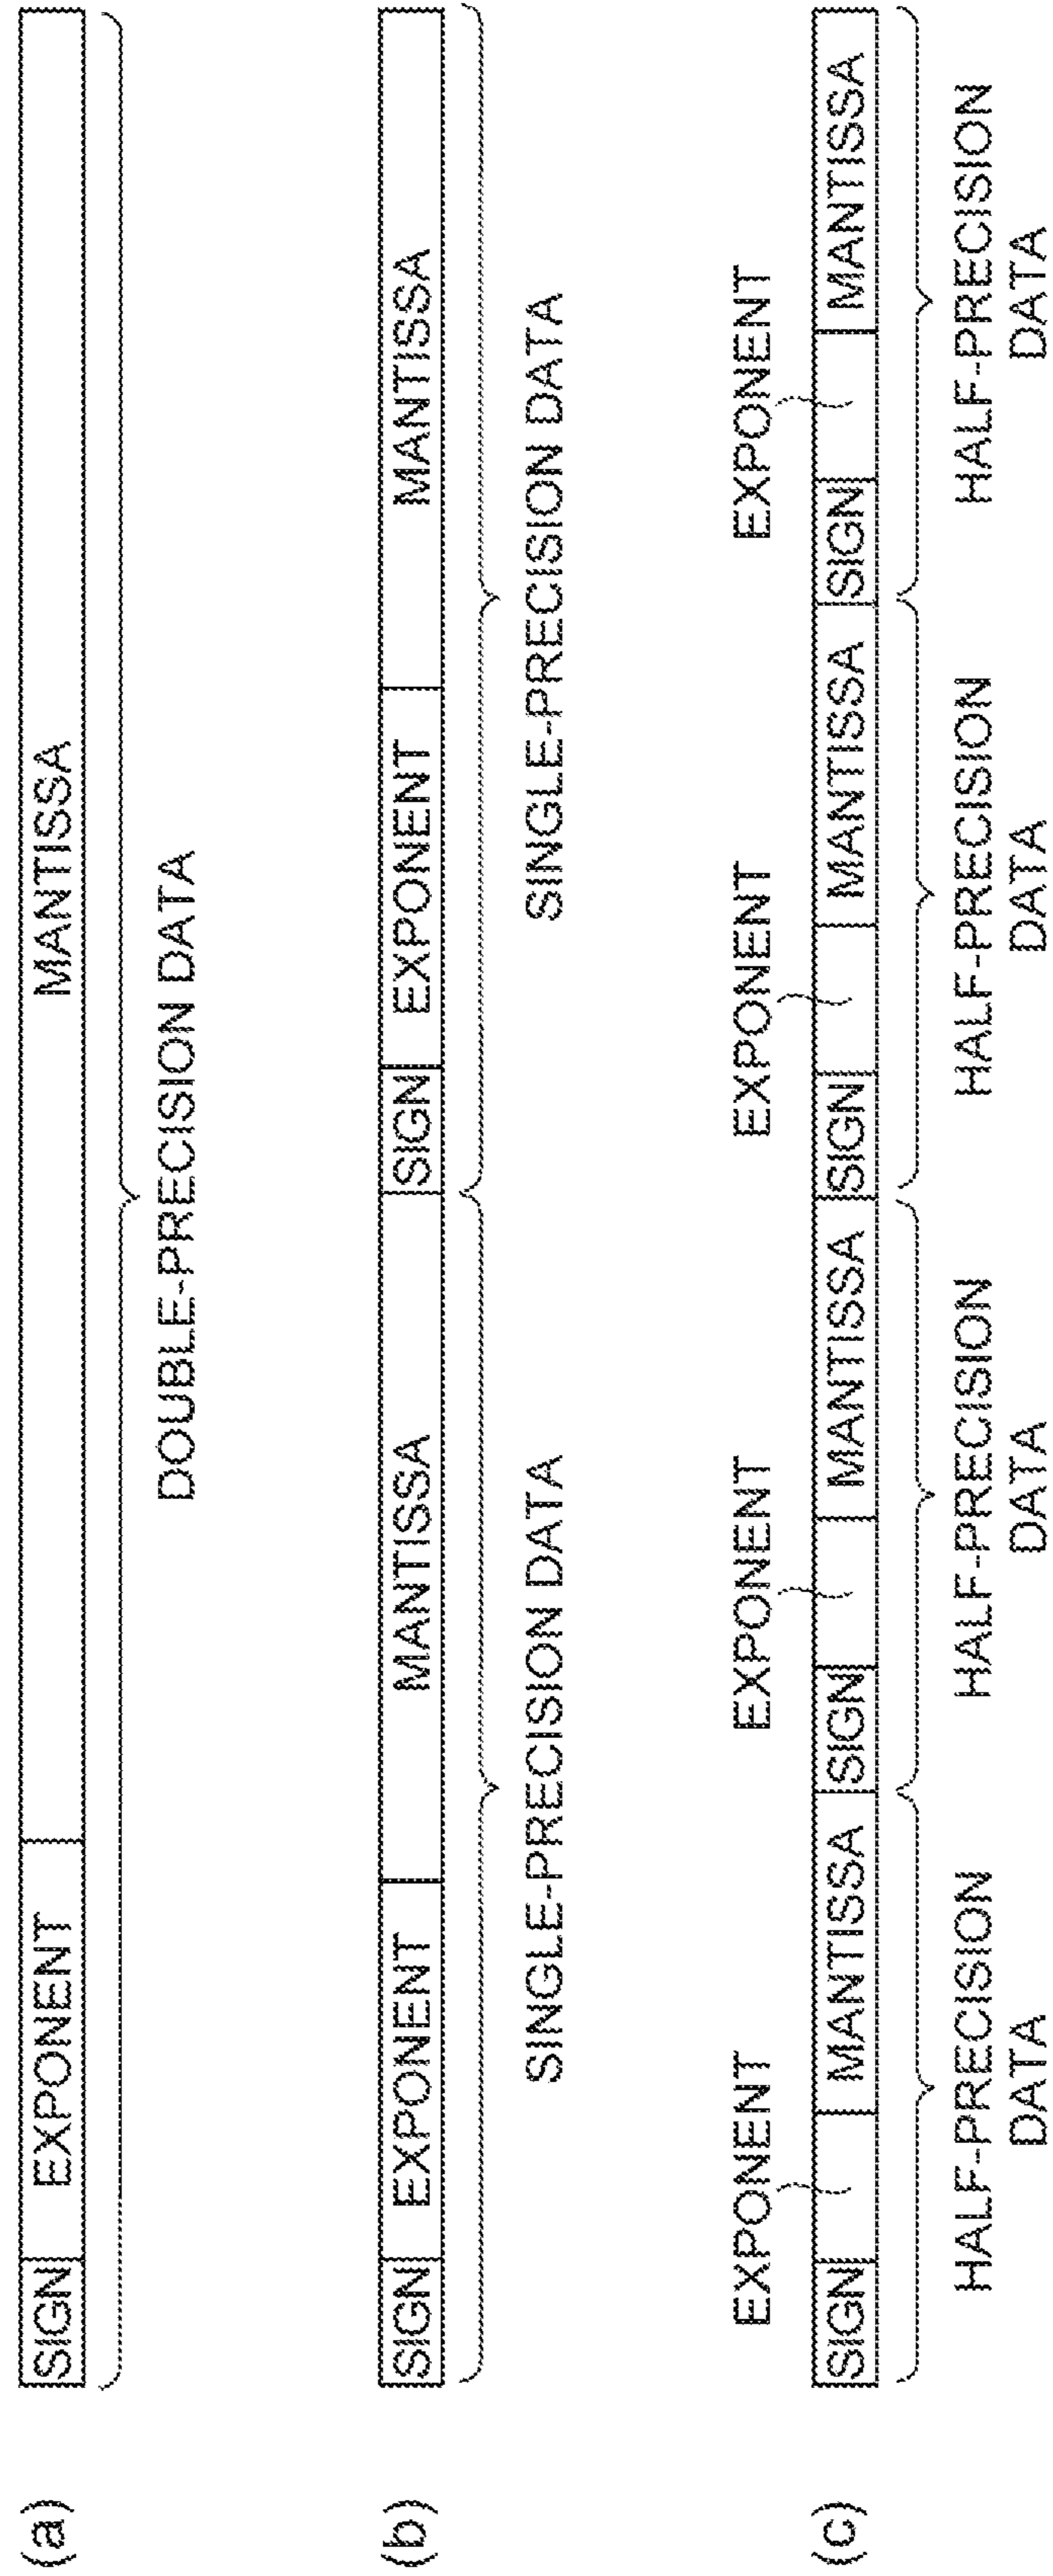 (a)
SIGN EXPONENT MANTISSA
DOUBLE-PRECISION DATA
(b)
SIGN EXPONENT MANTISSA SIGN EXPONENT MANTISSA
SINGLE-PRECISION DATA SINGLE-PRECISION DATA
EXPONENT EXPONENT EXPONENT EXPONENT
(c)
SIGN MANTISSA SIGN MANTISSA SIGN MANTISSA SIGN MANTISSA
HALF-PRECISION HALF-PRECISION HALF-PRECISION HALF-PRECISION
DATA DATA DATA DATA